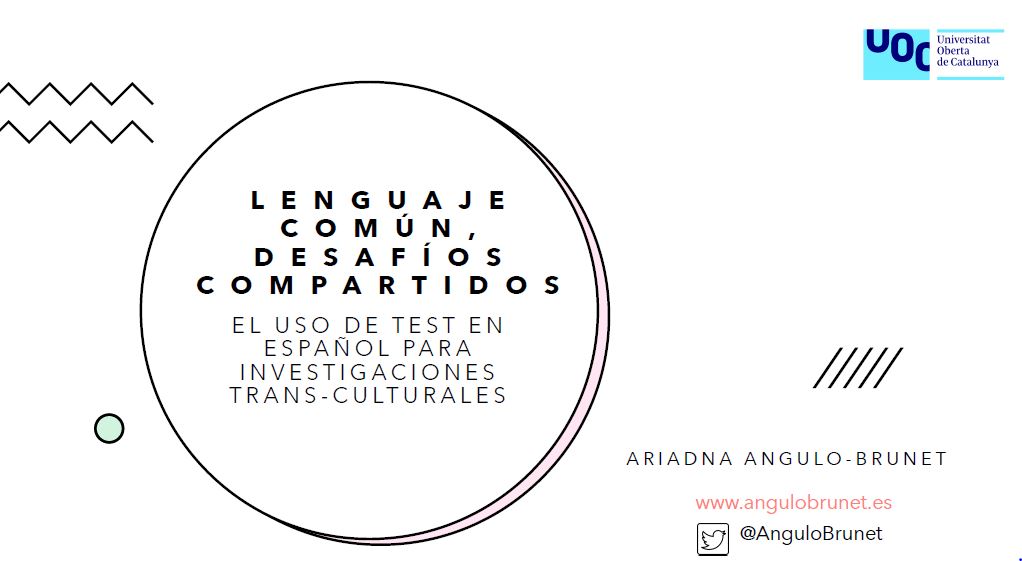 UOC
Universitat
Oberta
de Catalunya
LENGUAJE
COMÚN,
DESAFÍOS
COMPARTIDOS
EL USO DE TEST EN
ESPAÑOL PARA
INVESTIGACIONES
TRANS-CULTURALES
ARIADNA ANGULO-BRUNET
www.angulobrunet.es
@AnguloBrunet